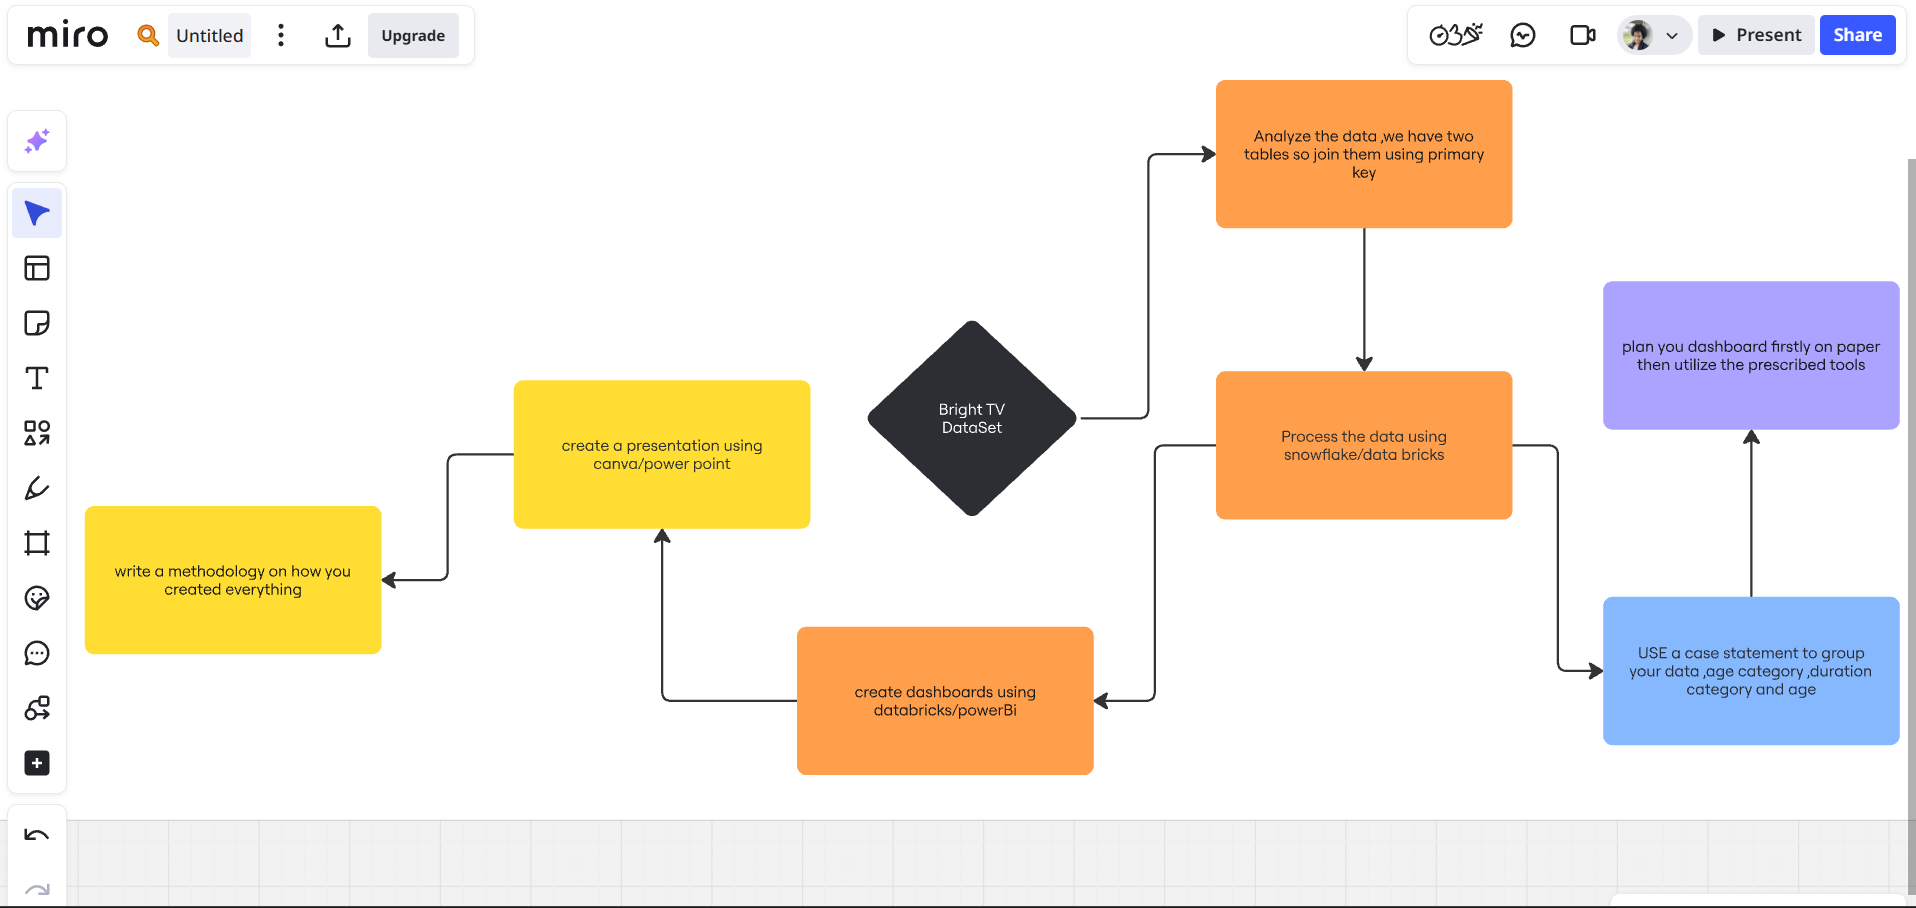 miro
Untitled
Upgrade
Present
Share
Analyze the data ,we have two
tables so join them using primary
key
plan you dashboard firstly on paper
then utilize the prescribed tools
Bright TV
DataSet
create a presentation using
canva/power point
Process the data using
snowflake/data bricks
write a methodology on how you
created everything
USE a case statement to group
your data ,age category ,duration
category and age
create dashboards using
databricks/powerBi